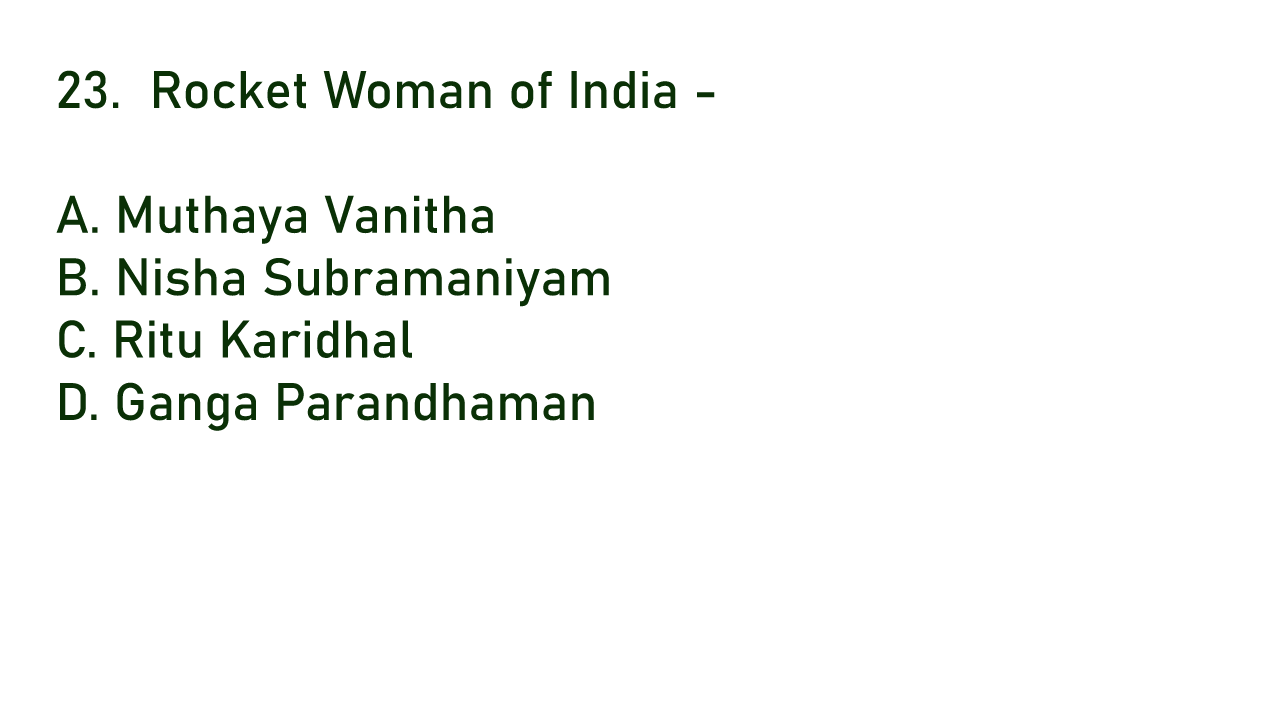 23.  Rocket Woman of India -
A. Muthaya Vanitha
B. Nisha Subramaniyam
C. Ritu Karidhal
D. Ganga Parandhaman